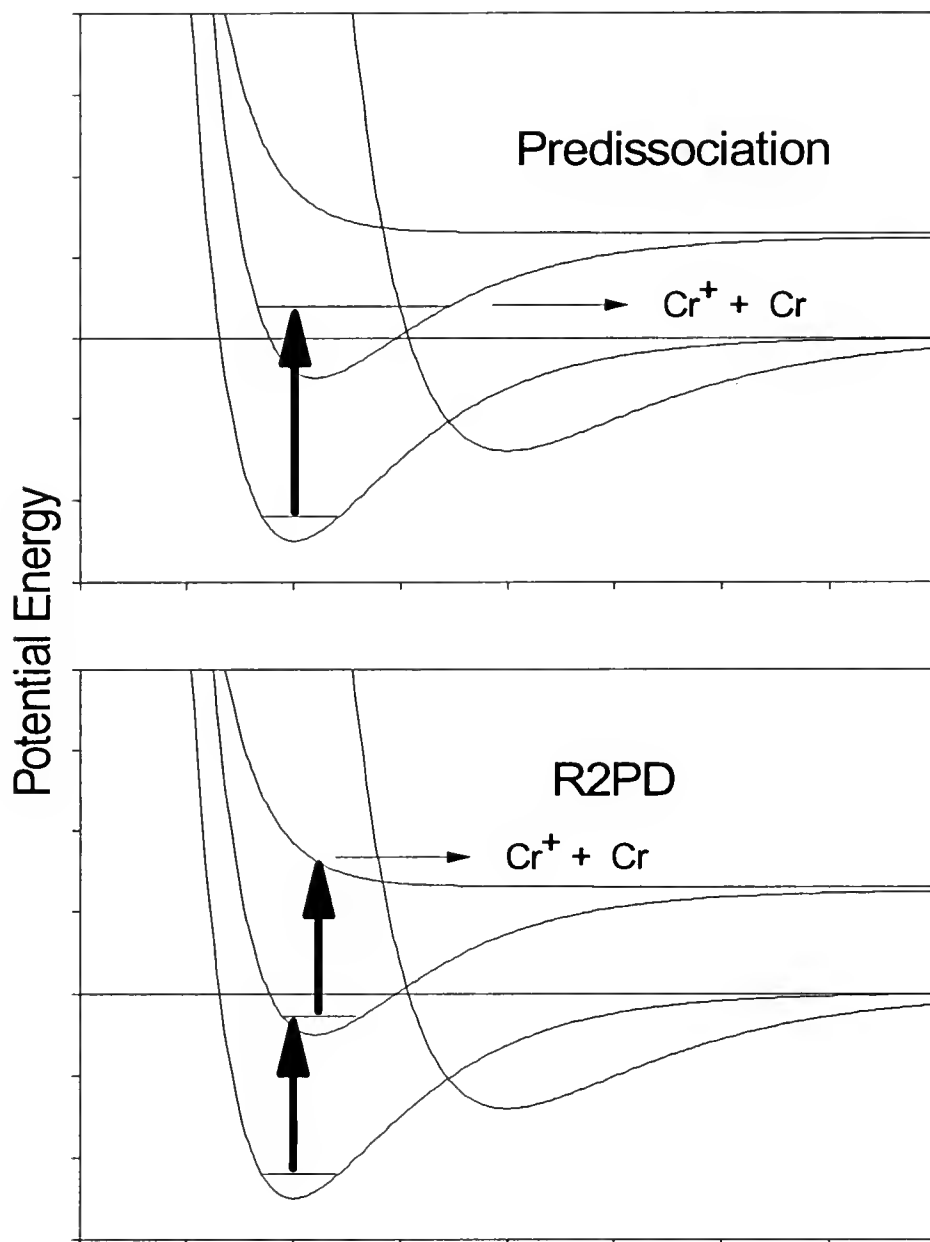 Predissociation
Cr+ + Cr
Potential Energy
R2PD
Cr+ + Cr